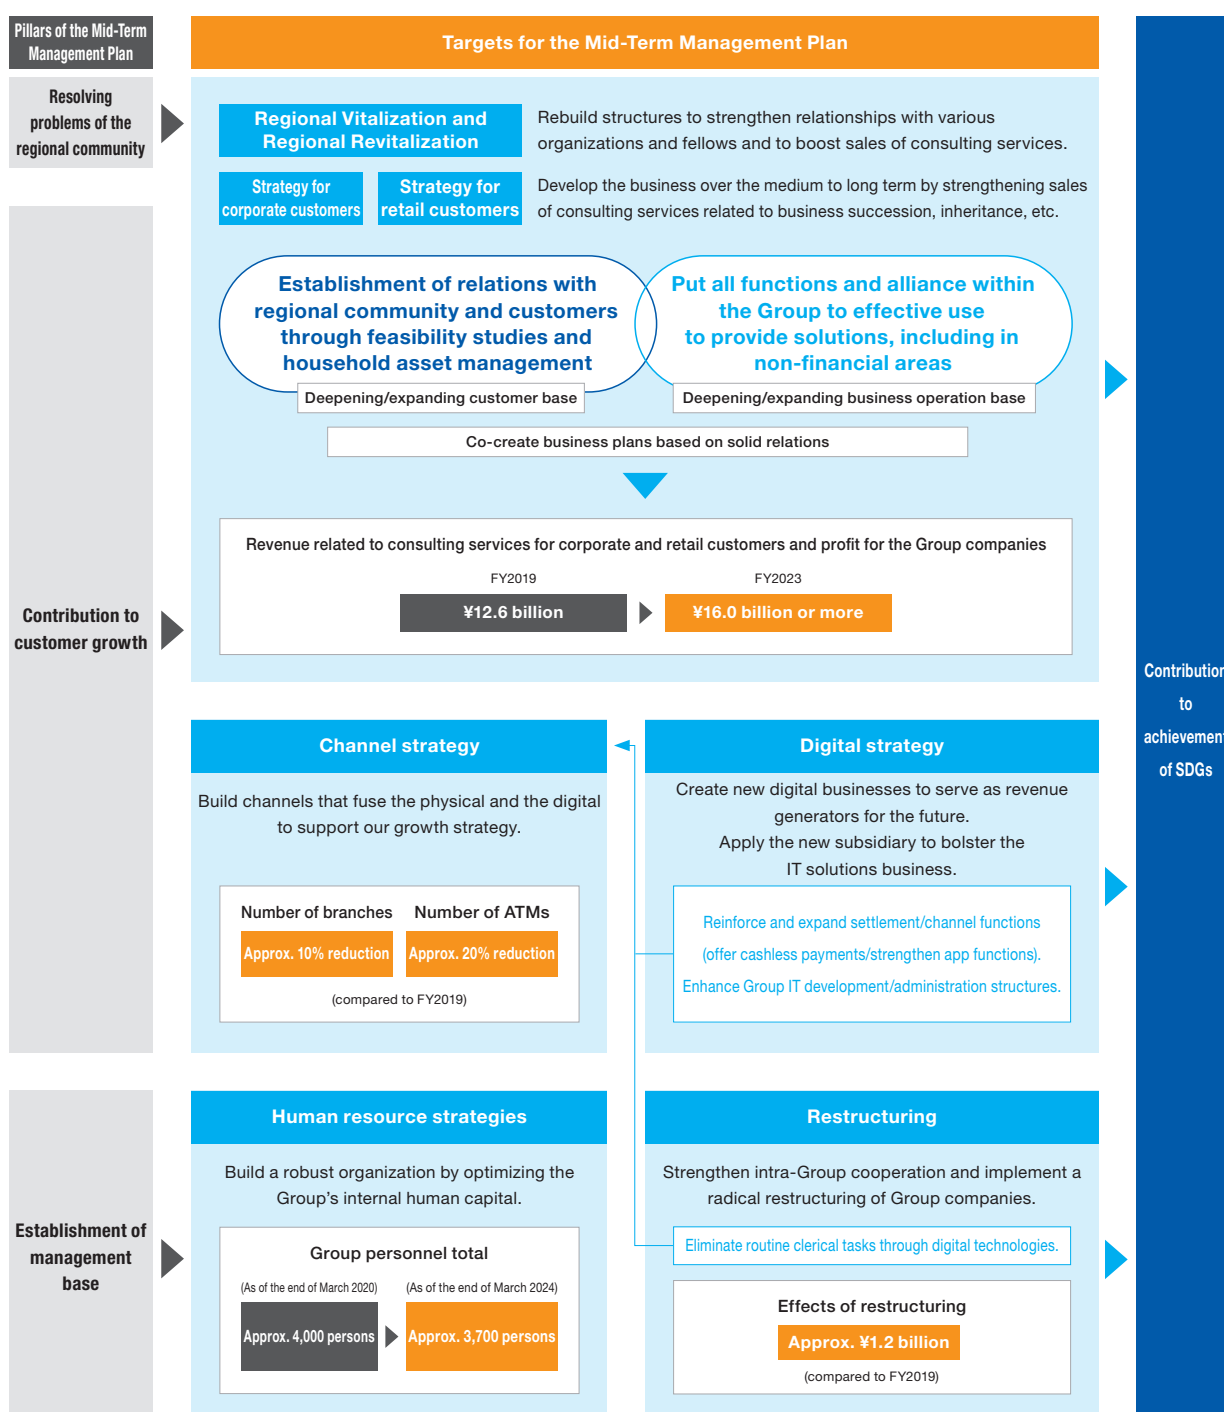 Pillars of the Mid-Term
Management Plan
Targets for the Mid-Term Management Plan
Resolving
problems of the
regional community
Regional Vitalization and
Regional Revitalization
Rebuild structures to strengthen relationships with various
organizations and fellows and to boost sales of consulting services.
Strategy for
corporate customers
Strategy for
retail customers
Develop the business over the medium to long term by strengthening sales
of consulting services related to business succession, inheritance, etc.
Establishment of relations with
regional community and customers
through feasibility studies and
household asset management
Put all functions and alliance within
the Group to effective use
to provide solutions, including in
non-financial areas
Deepening/expanding customer base
Deepening/expanding business operation base
Co-create business plans based on solid relations
Revenue related to consulting services for corporate and retail customers and profit for the Group companies
FY2019
FY2023
¥12.6 billion
¥16.0 billion or more
Contribution to
customer growth
Channel strategy
Build channels that fuse the physical and the digital
to support our growth strategy.
Number of branches
Number of ATMs
Approx. 10% reduction
Approx. 20% reduction
(compared to FY2019)
Digital strategy
Create new digital businesses to serve as revenue
generators for the future.
Apply the new subsidiary to bolster the
IT solutions business.
Reinforce and expand settlement/channel functions
(offer cashless payments/strengthen app functions).
Enhance Group IT development/administration structures.
Establishment of
management
base
Human resource strategies
Build a robust organization by optimizing the
Group's internal human capital.
Group personnel total
(As of the end of March 2020)
(As of the end of March 2024)
Approx. 4,000 persons
Approx. 3,700 persons
Restructuring
Strengthen intra-Group cooperation and implement a
radical restructuring of Group companies.
Eliminate routine clerical tasks through digital technologies.
Effects of restructuring
Approx. ¥1.2 billion
(compared to FY2019)
Contribution
to
achievement
of SDGs